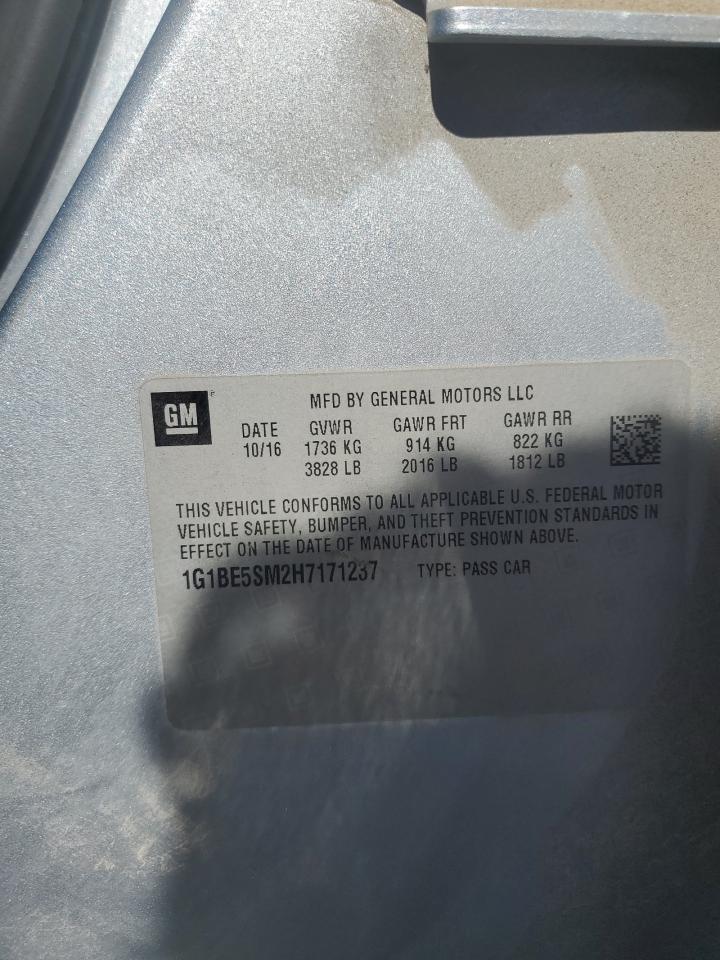 GM
MFD BY GENERAL MOTORS LLC
DATE GVWR GAWR FRT GAWR RR
10/16 1736 KG 914 KG 822 KG
3828 LB 2016 LB 1812 LB
THIS VEHICLE CONFORMS TO ALL APPLICABLE U.S. FEDERAL MOTOR
VEHICLE SAFETY, BUMPER, AND THEFT PREVENTION STANDARDS IN
EFFECT ON THE DATE OF MANUFACTURE SHOWN ABOVE.
1G1BE5SM2H7171237 TYPE: PASS CAR